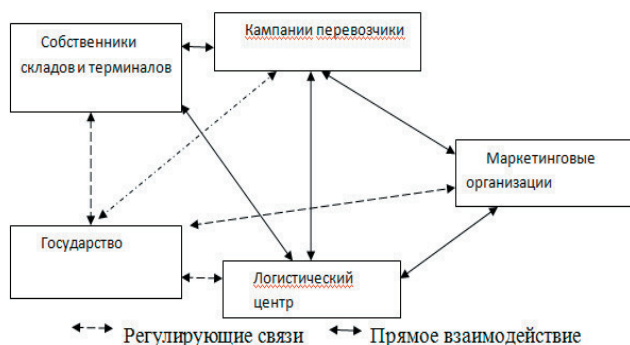 Собственники
складов и терминалов
Кампании перевозчики
Маркетинговые
организации
Государство
Логистический
центр
Регулирующие связи
Прямое взаимодействие